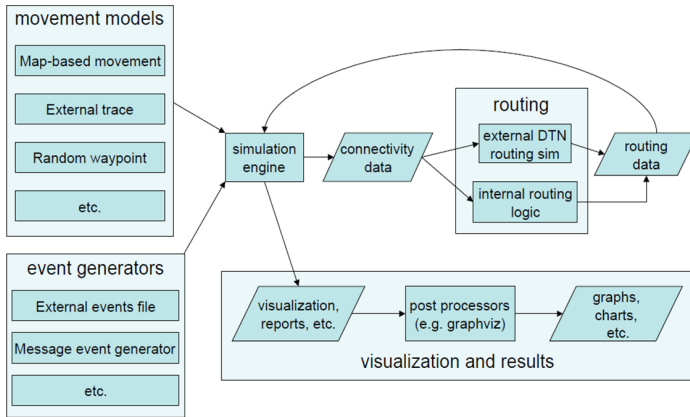 movement models
Map-based movement
External trace
Random waypoint
etc.
event generators
External events file
Message event generator
etc.
simulation
engine
connectivity
data
routing
external DTN
routing sim
internal routing
logic
routing
data
visualization,
reports, etc.
post processors
(e.g. graphviz)
graphs,
charts,
etc.
visualization and results